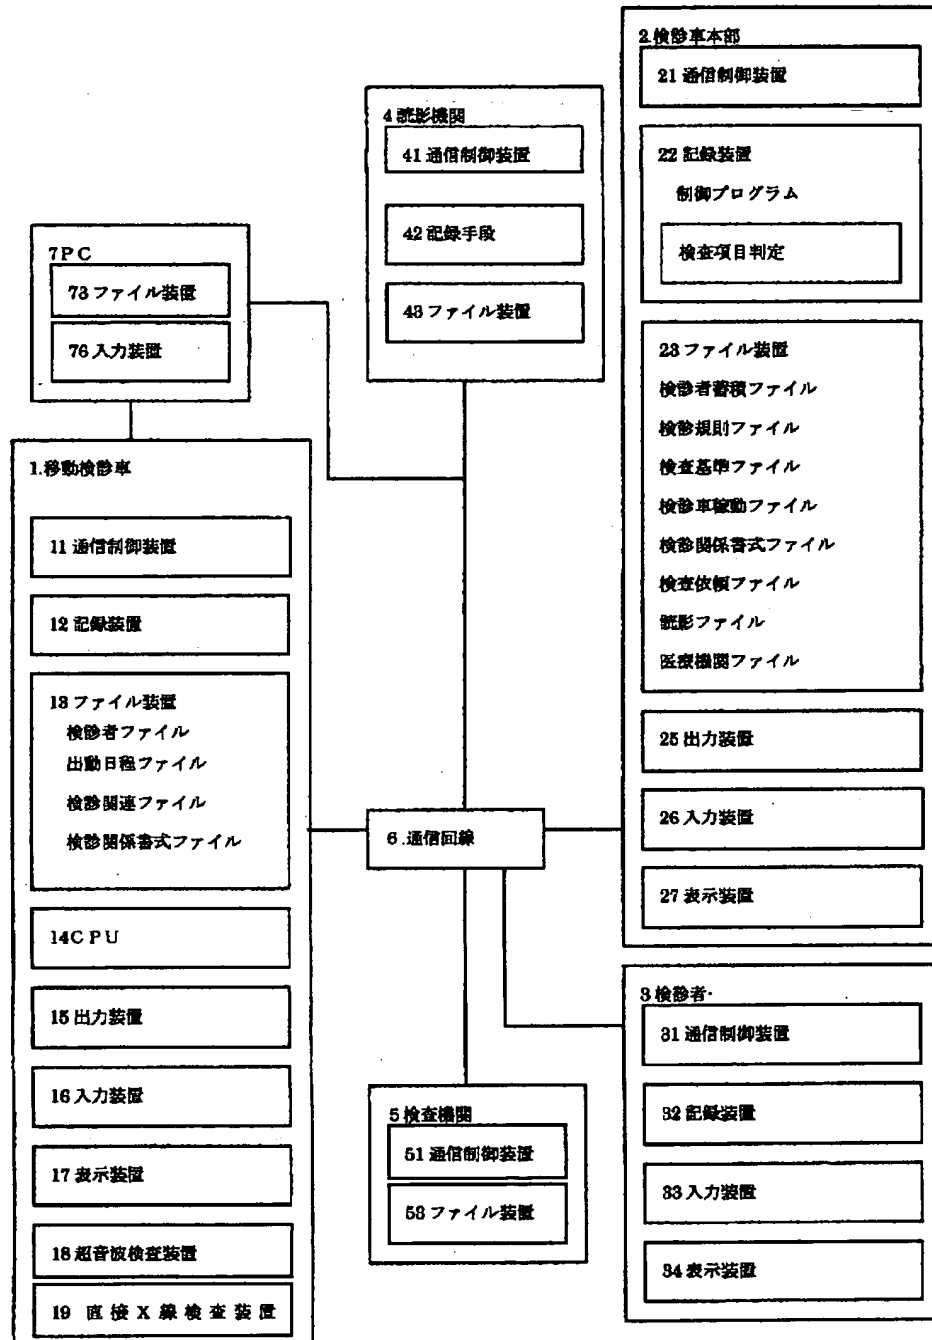 2.検診車本部
21 通信制御装置
22 記録装置
制御プログラム
検査項目判定
23 ファイル装置
検診者蓄積ファイル
検診規則ファイル
検査基準ファイル
検診車稼動ファイル
検診関係書式ファイル
検査依頼ファイル
読影ファイル
医療機関ファイル
25 出力装置
26 入力装置
27 表示装置
4 読影機関
41 通信制御装置
42 記録手段
43 ファイル装置
7PC
73 ファイル装置
76 入力装置
1.移動検診車
11 通信制御装置
12 記録装置
13 ファイル装置
検診者ファイル
出動日程ファイル
検診関連ファイル
検診関係書式ファイル
14CPU
15 出力装置
16 入力装置
17 表示装置
18 超音波検査装置
19 直接X線検査装置
6.通信回線
5 検査機関
51 通信制御装置
53 ファイル装置
3 検診者
31 通信制御装置
32 記録装置
33 入力装置
34 表示装置